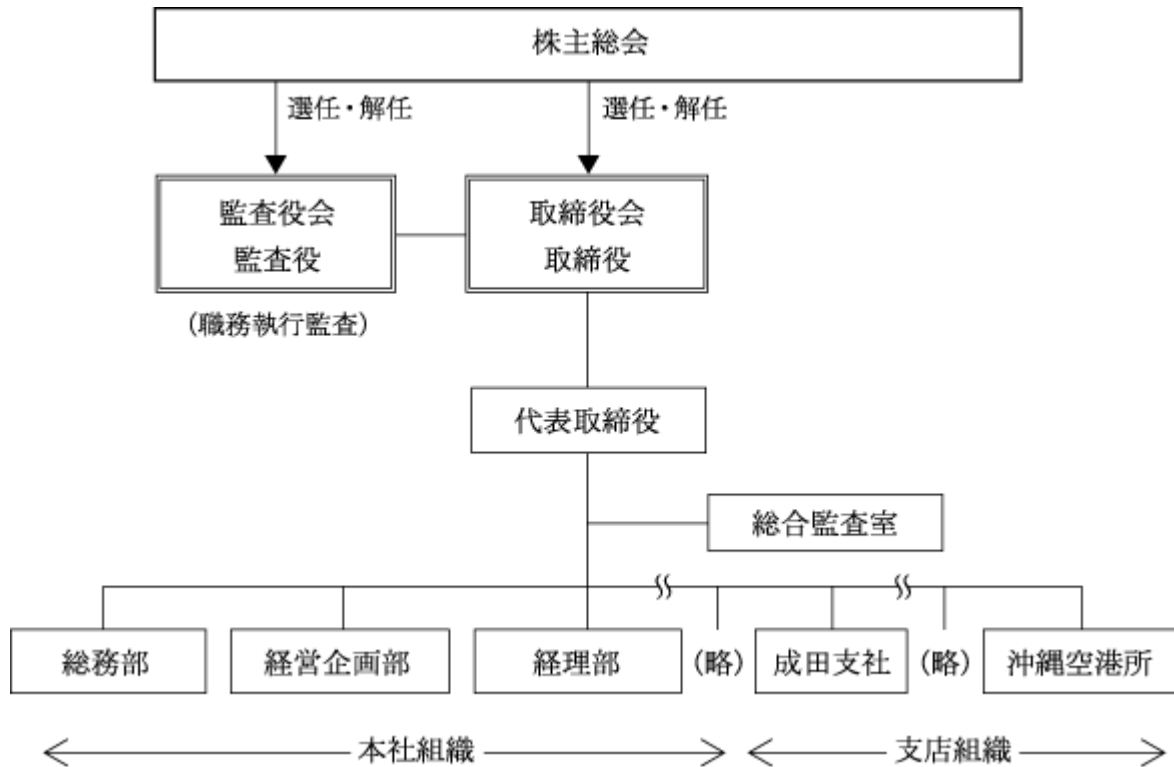 株主総会
選任・解任
選任・解任
監査役会
監査役
取締役会
取締役
(職務執行監査)
代表取締役
総合監査室
総務部
経営企画部
経理部
(略)
成田支社
(略)
沖縄空港所
本社組織
支店組織